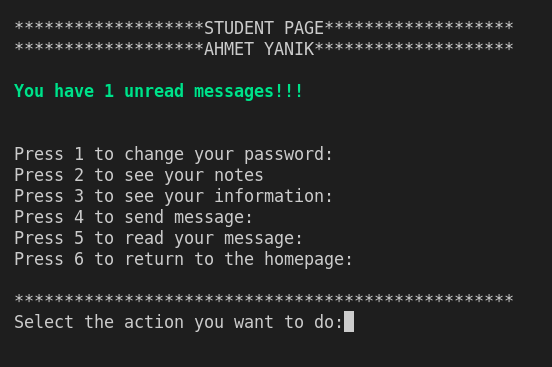 *******************STUDENT PAGE*******************
*******************AHMET YANIK********************
You have 1 unread messages!!!
Press 1 to change your password:
Press 2 to see your notes
Press 3 to see your information:
Press 4 to send message:
Press 5 to read your message:
Press 6 to return to the homepage:
**************************************************
Select the action you want to do: